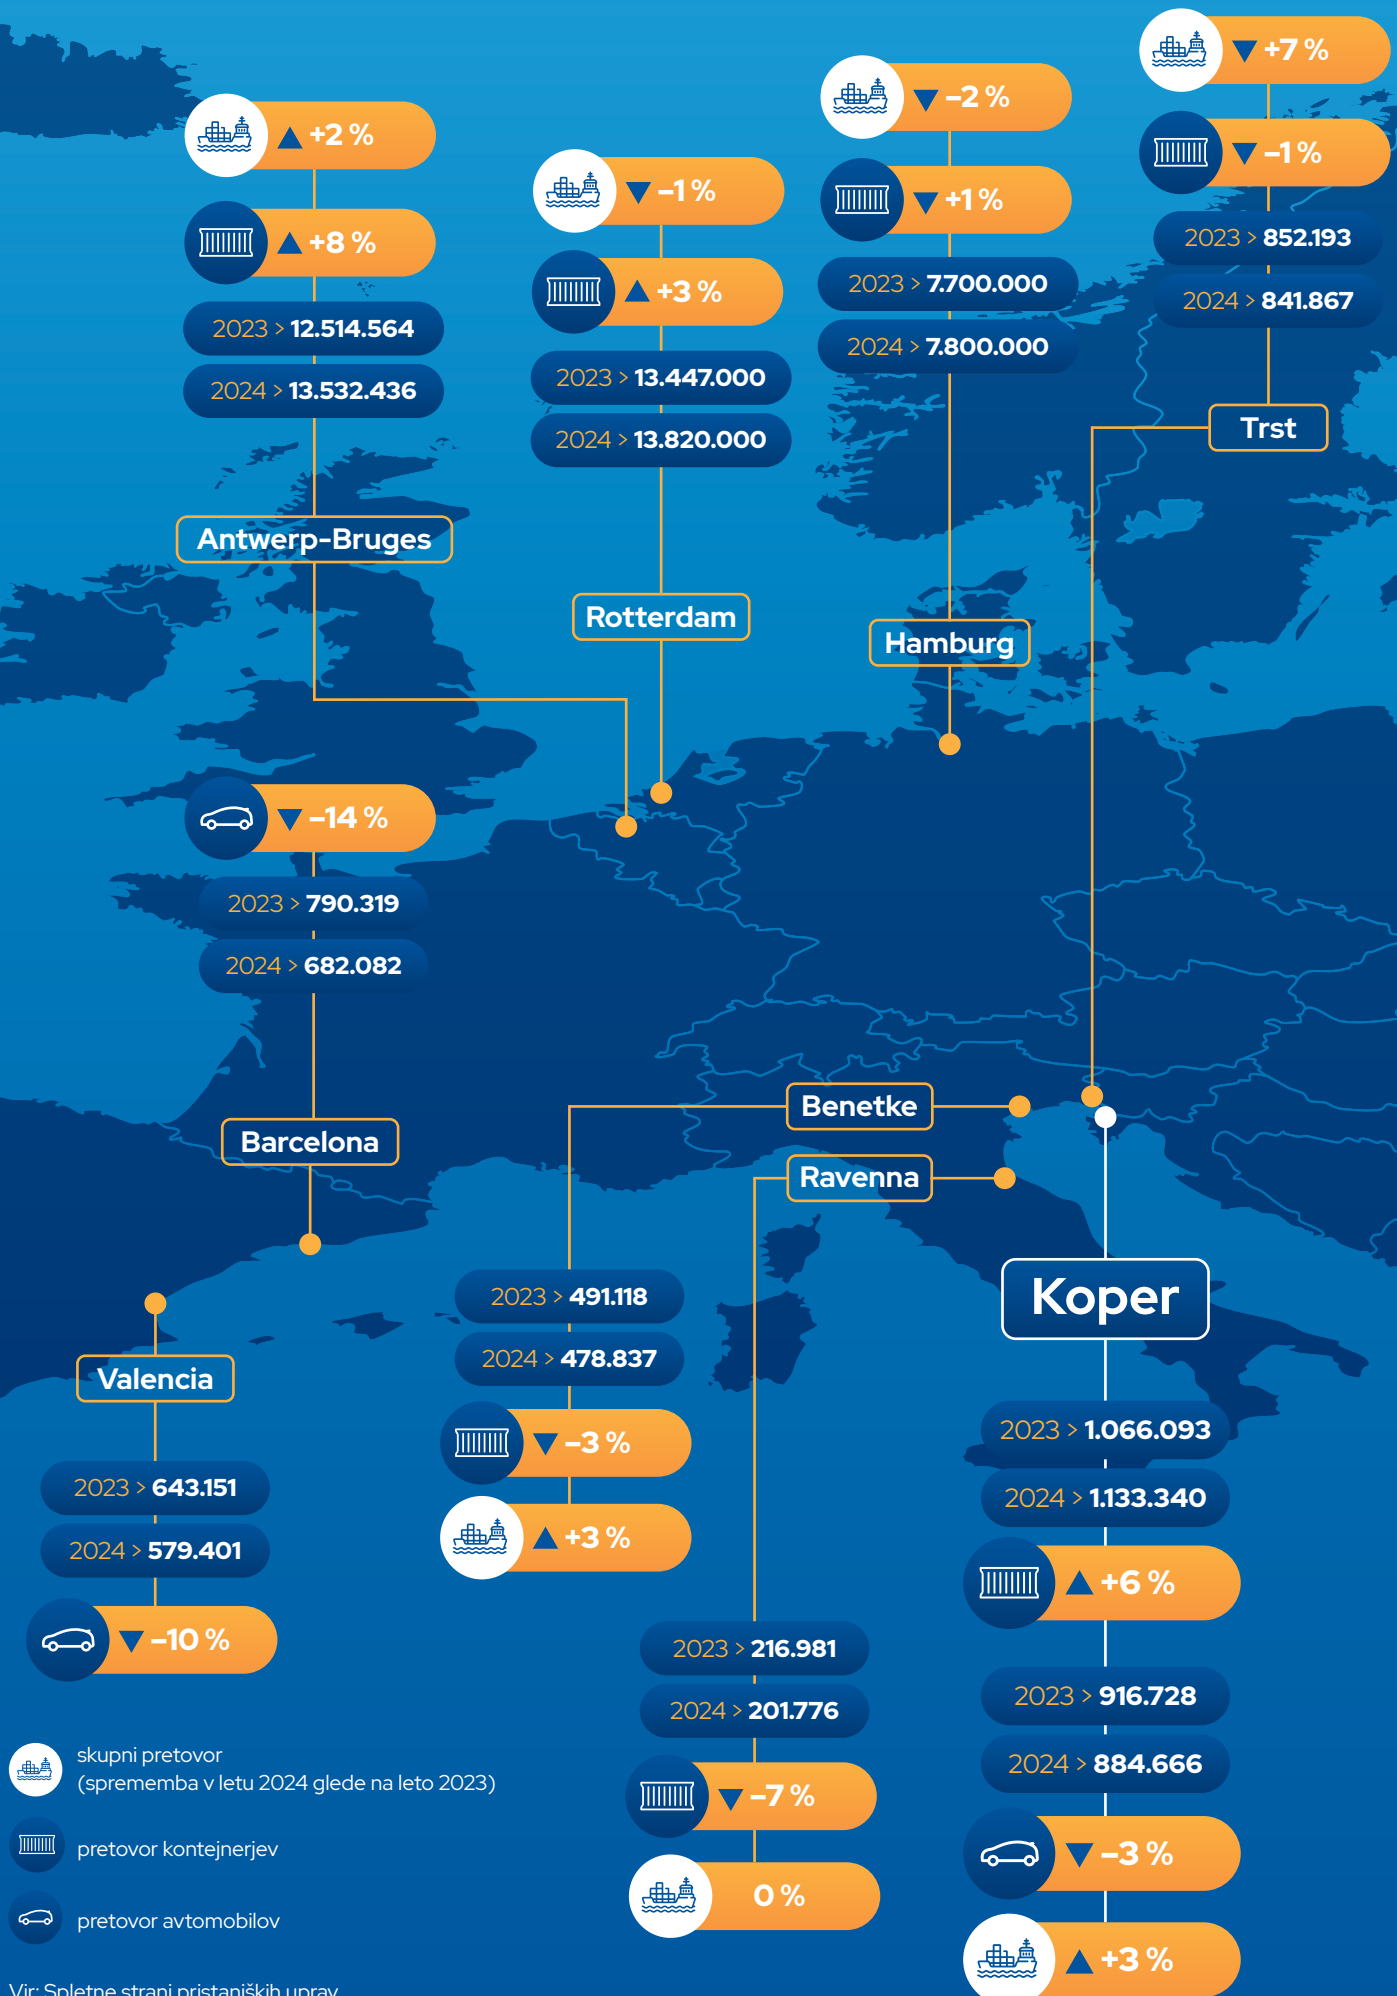 +2 %
+8 %
2023 > 12.514.564
2024 > 13.532.436
Antwerp-Bruges
–1 %
+3 %
2023 > 13.447.000
2024 > 13.820.000
Rotterdam
–2 %
+1 %
2023 > 7.700.000
2024 > 7.800.000
Hamburg
+7 %
–1 %
2023 > 852.193
2024 > 841.867
Trst
–14 %
2023 > 790.319
2024 > 682.082
Barcelona
Valencia
2023 > 643.151
2024 > 579.401
–10 %
Benetke
2023 > 491.118
2024 > 478.837
–3 %
+3 %
Ravenna
2023 > 216.981
2024 > 201.776
–7 %
0 %
Koper
2023 > 1.066.093
2024 > 1.133.340
+6 %
2023 > 916.728
2024 > 884.666
–3 %
+3 %
skupni pretovor
(sprememba v letu 2024 glede na leto 2023)
pretovor kontejnerjev
pretovor avtomobilov
Vir: Spletne strani pristaniških uprav